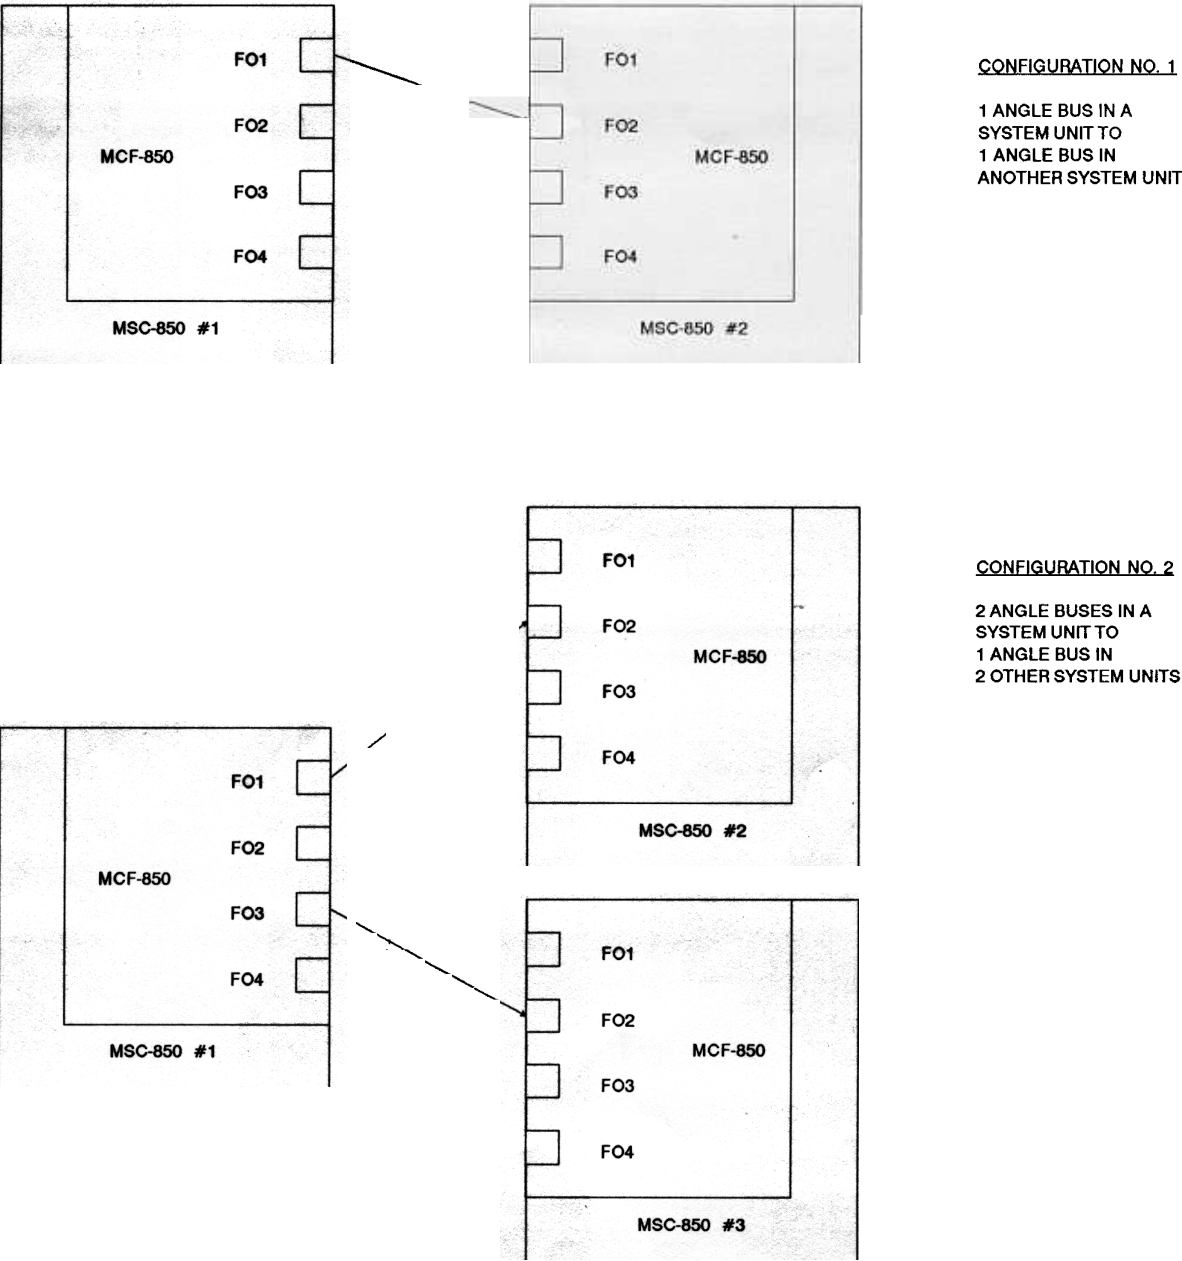 FO1
FO2
MCF-850
FO3
FO4
MSC-850 #1
FO1
FO2
MCF-850
FO3
FO4
MSC-850 #2
CONFIGURATION NO. 1
1 ANGLE BUS IN A
SYSTEM UNIT TO
1 ANGLE BUS IN
ANOTHER SYSTEM UNIT
FO1
FO2
MCF-850
FO3
FO4
MSC-850 #2
CONFIGURATION NO. 2
2 ANGLE BUSES IN A
SYSTEM UNIT TO
1 ANGLE BUS IN
2 OTHER SYSTEM UNITS
FO1
FO2
MCF-850
FO3
FO4
MSC-850 #1
FO1
FO2
MCF-850
FO3
FO4
MSC-850 #3